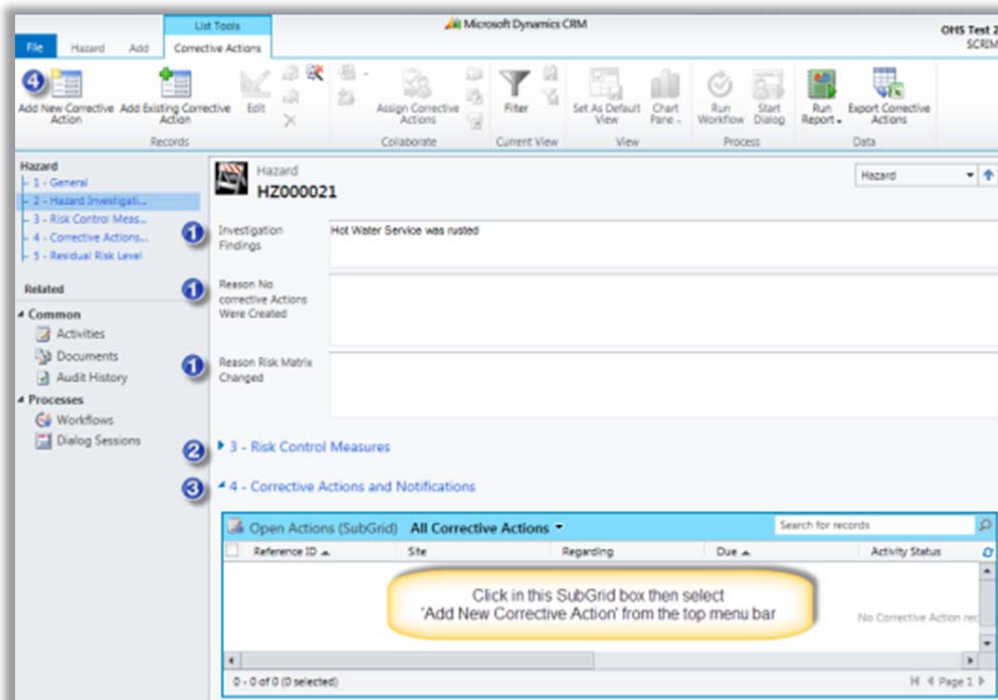 List Tools
Microsoft Dynamics CRM
OHS Test 2
SCRIM
File Hazard Add Corrective Actions
4
Add New Corrective Action
Add Existing Corrective Action
Edit
Assign Corrective Actions
Filter
Set As Default View
Chart Pane
Run Workflow
Start Dialog
Run Report
Export Corrective Actions
Records
Collaborate
Current View
View
Process
Data
Hazard
1 - General
2 - Hazard Investigati...
3 - Risk Control Meas...
4 - Corrective Actions...
5 - Residual Risk Level
Related
Common
Activities
Documents
Audit History
Processes
Workflows
Dialog Sessions
Hazard
HZ000021
Hazard
1
Investigation
Findings
Hot Water Service was rusted
1
Reason No
corrective Actions
Were Created
1
Reason Risk Matrix
Changed
2
3 - Risk Control Measures
3
4 - Corrective Actions and Notifications
Open Actions (SubGrid) All Corrective Actions
Search for records
Reference ID Site Regarding Due Activity Status
Click in this SubGrid box then select
'Add New Corrective Action' from the top menu bar
No Corrective Action rec
0 - 0 of 0 (0 selected)
Page 1